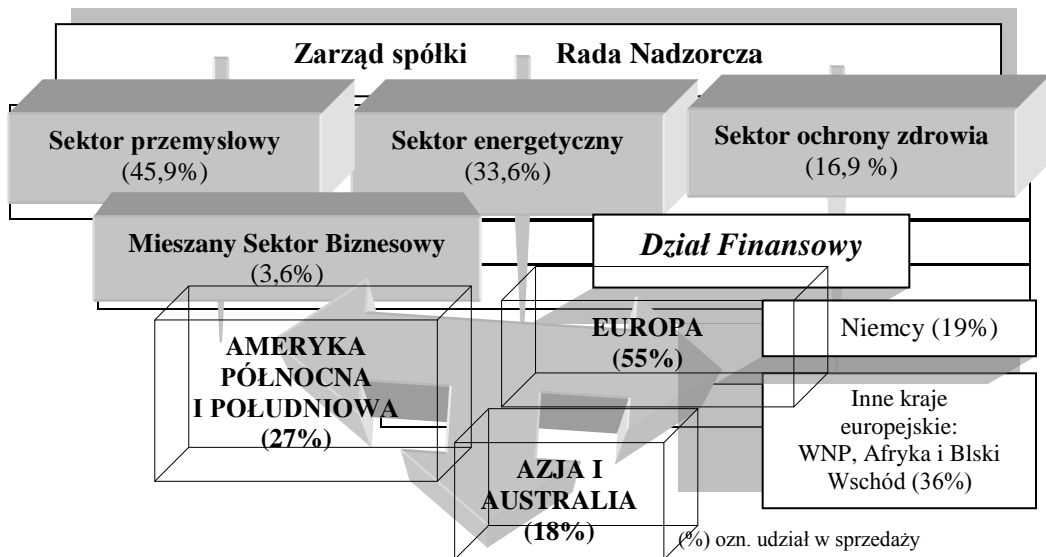 Zarząd spółki Rada Nadzorcza
Sektor przemysłowy
(45,9%)
Sektor energetyczny
(33,6%)
Sektor ochrony zdrowia
(16,9 %)
Mieszany Sektor Biznesowy
(3,6%)
Dział Finansowy
AMERYKA
PÓŁNOCNA
I POŁUDNIOWA
(27%)
EUROPA
(55%)
Niemcy (19%)
Inne kraje
europejskie:
WNP, Afryka i Blski
Wschód (36%)
AZJA I
AUSTRALIA
(18%)
(%) ozn. udział w sprzedaży